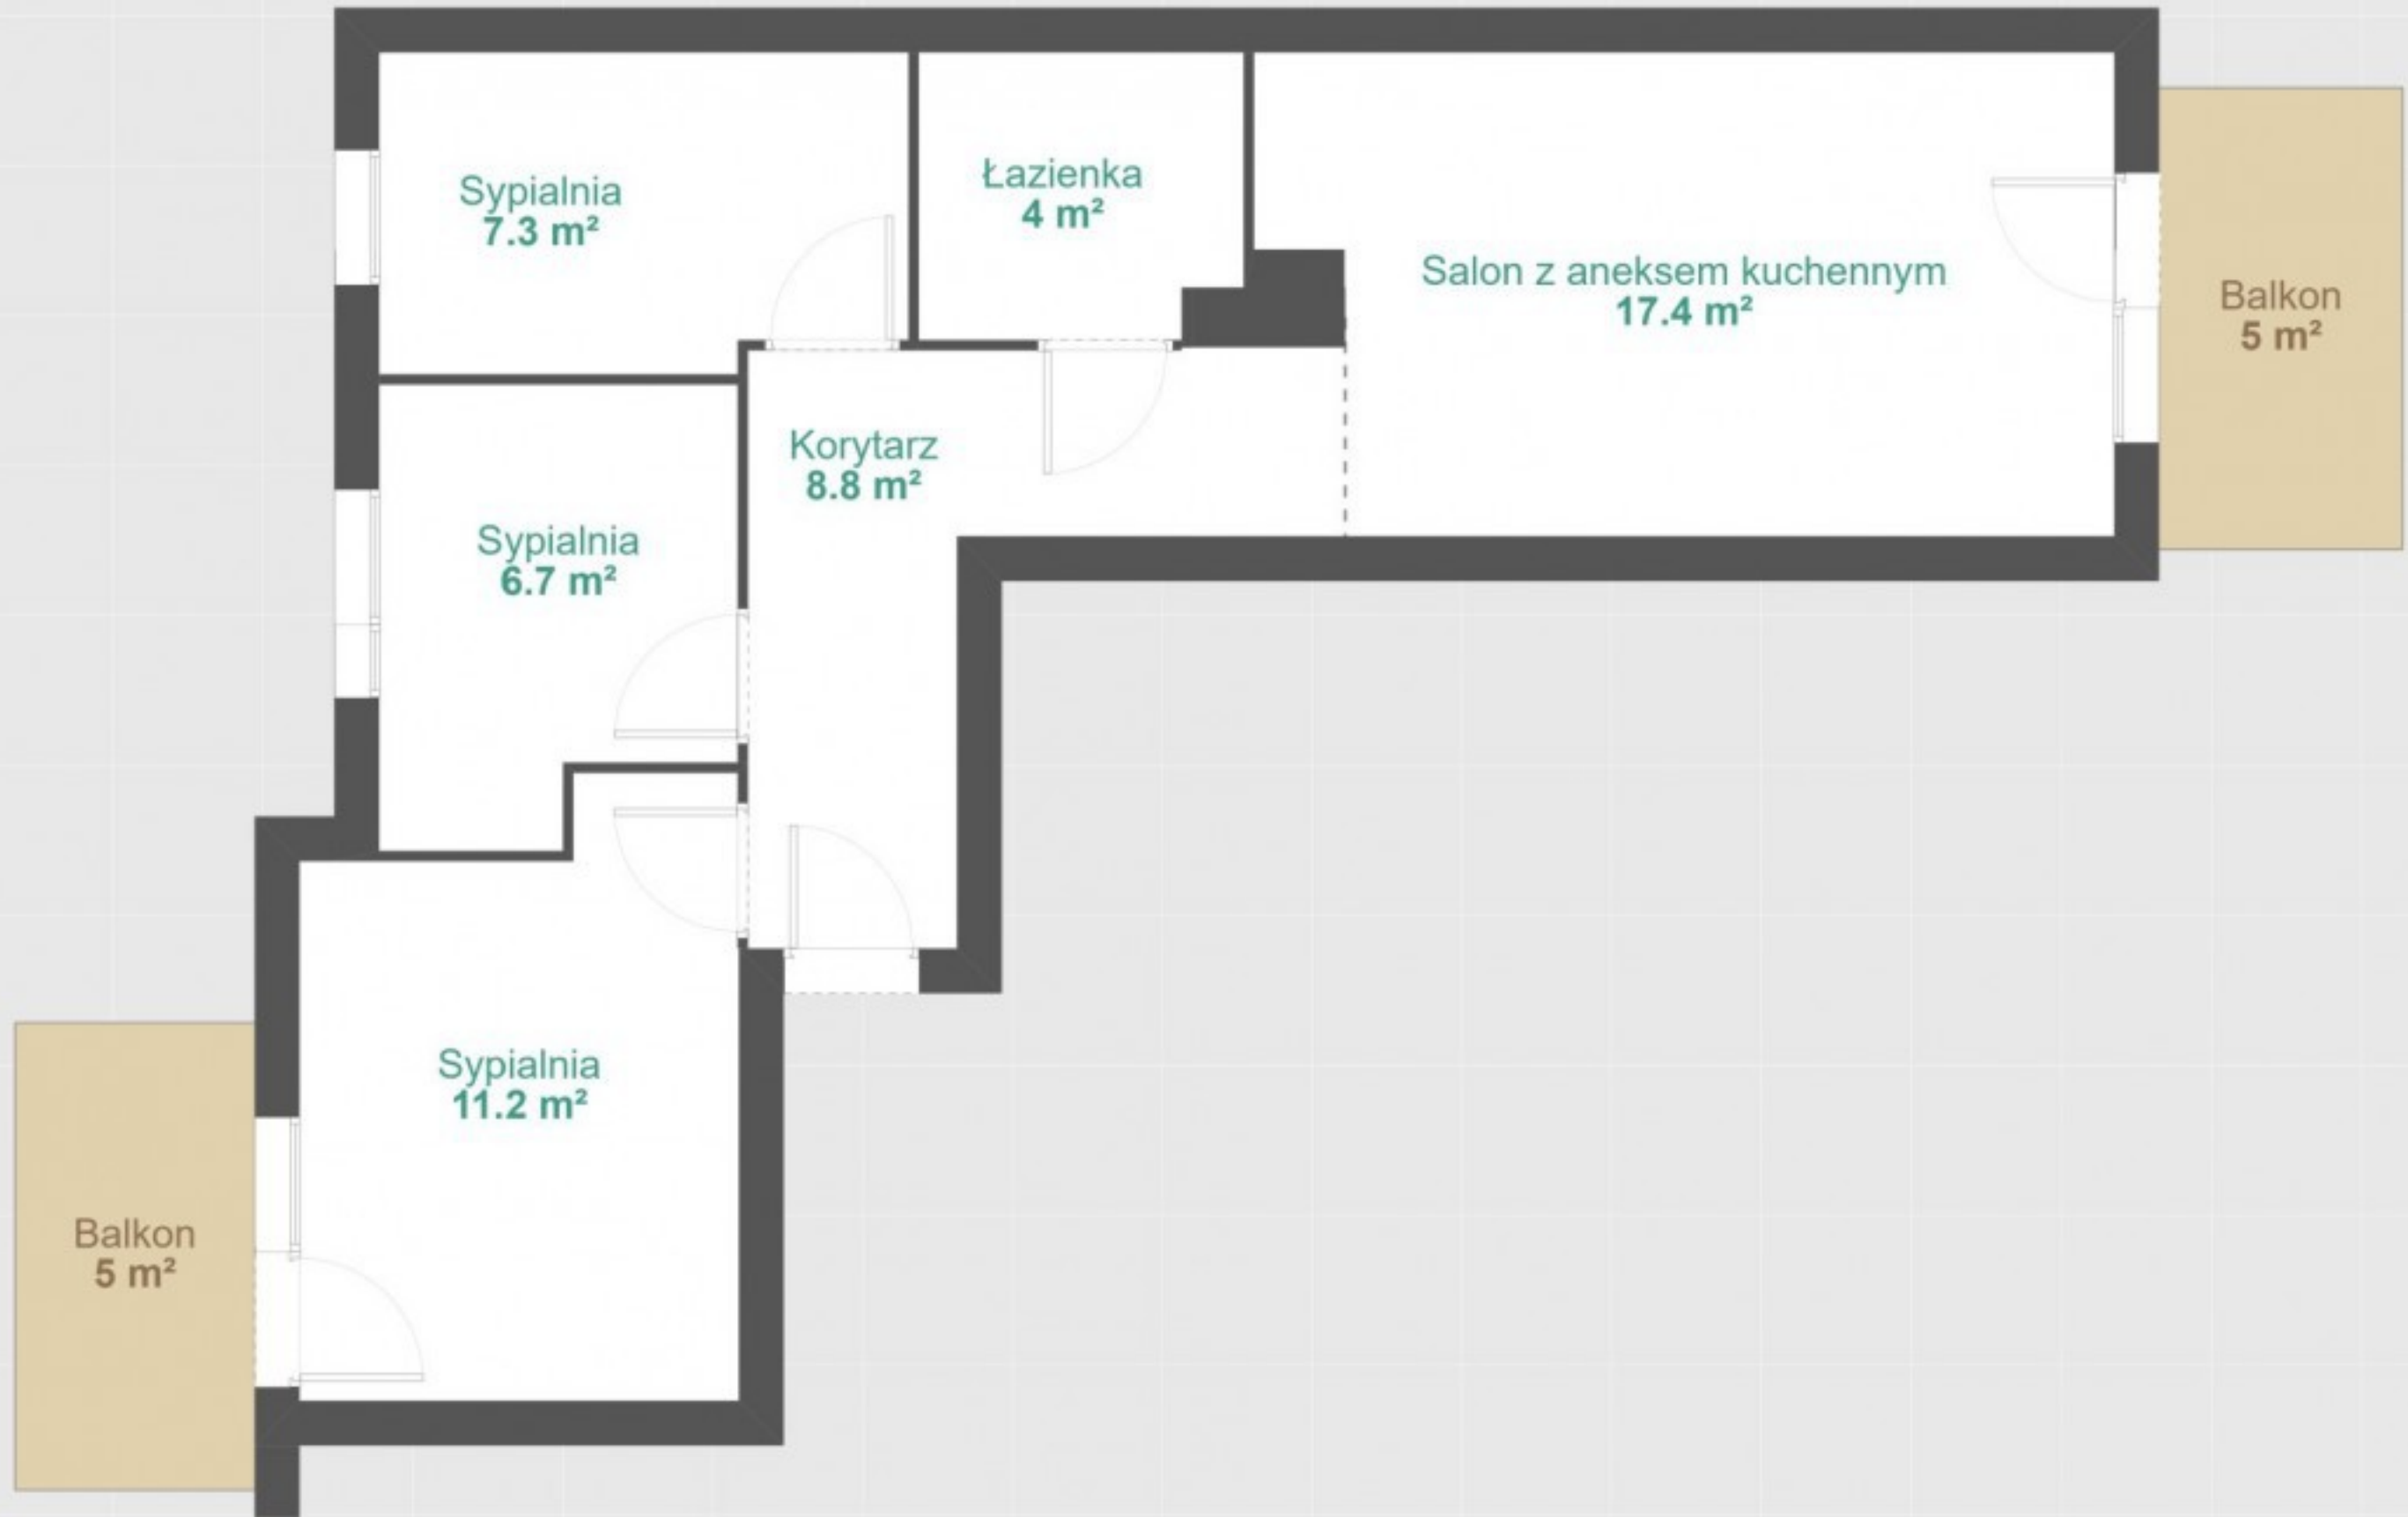 Sypialnia
7.3 m²
Łazienka
4 m²
Salon z aneksem kuchennym
17.4 m²
Balkon
5 m²
Korytarz
8.8 m²
Sypialnia
6.7 m²
Sypialnia
11.2 m²
Balkon
5 m²